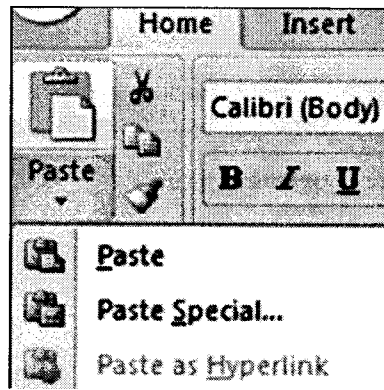 Home Insert
Calibri (Body)
Paste
B I U
Paste
Paste Special...
Paste as Hyperlink